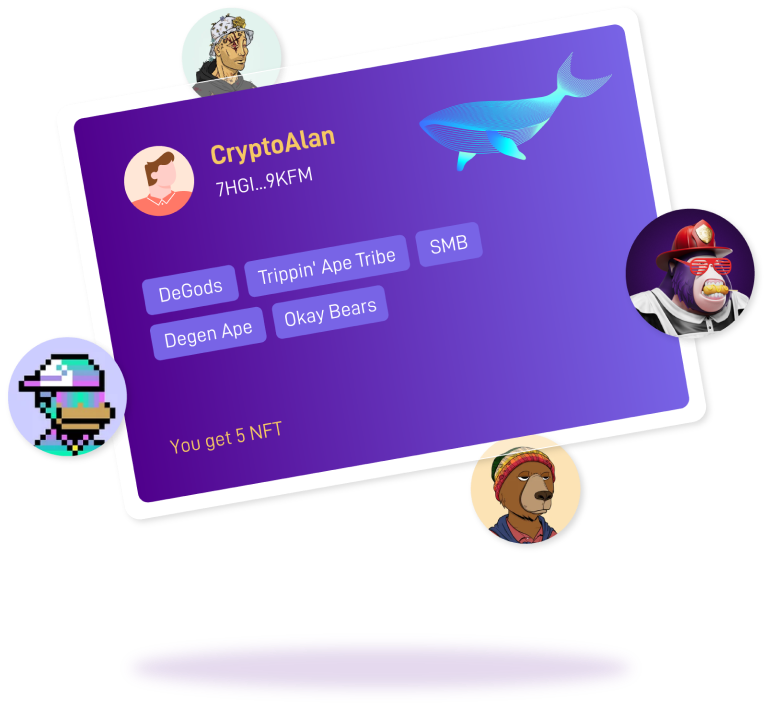 CryptoAlan
7HGI...9KFM
DeGods Trippin' Ape Tribe SMB
Degen Ape Okay Bears
You get 5 NFT